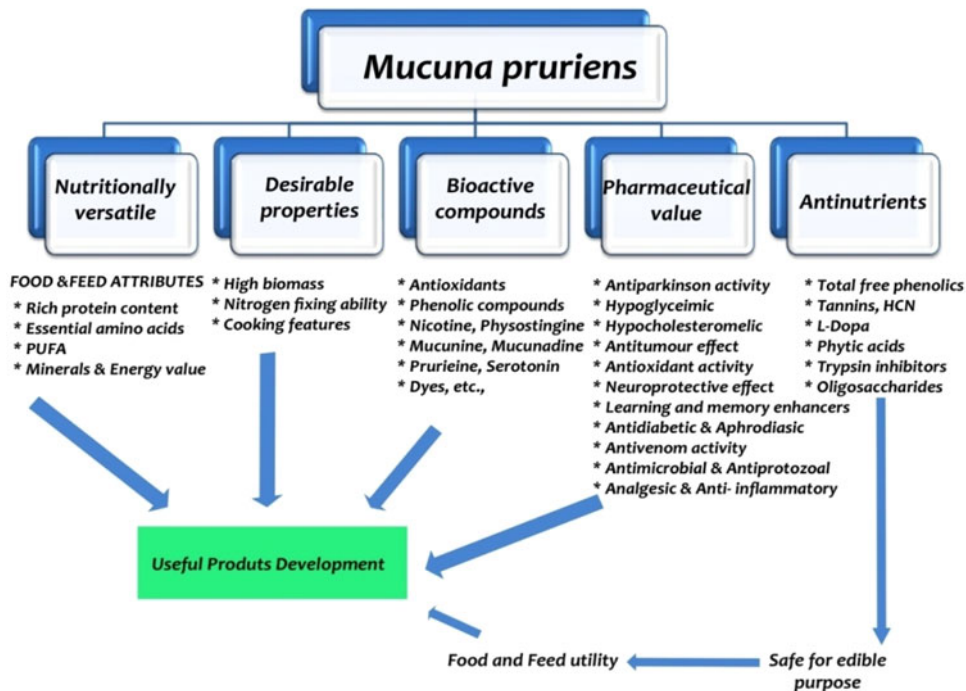 Mucuna pruriens
Nutritionally
versatile
Desirable
properties
Bioactive
compounds
Pharmaceutical
value
Antinutrients
FOOD &FEED ATTRIBUTES
* Rich protein content
* Essential amino acids
* PUFA
* Minerals & Energy value
* High biomass
* Nitrogen fixing ability
* Cooking features
* Antioxidants
* Phenolic compounds
* Nicotine, Physostingine
* Mucunine, Mucunadine
* Prurieine, Serotonin
* Dyes, etc.,
* Antiparkinson activity
* Hypoglyceimic
* Hypocholesteromelic
* Antitumour effect
* Antioxidant activity
* Neuroprotective effect
* Learning and memory enhancers
* Antidiabetic & Aphrodiasic
* Antivenom activity
* Antimicrobial & Antiprotozoal
* Analgesic & Anti- inflammatory
* Total free phenolics
* Tannins, HCN
* L-Dopa
* Phytic acids
* Trypsin inhibitors
* Oligosaccharides
Useful Produts Development
Food and Feed utility
Safe for edible
purpose